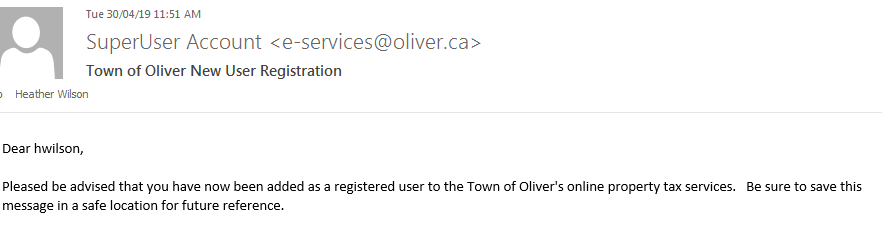 Tue 30/04/19 11:51 AM
SuperUser Account <e-services@oliver.ca>
Town of Oliver New User Registration
Heather Wilson
Dear hwilson,
Pleased be advised that you have now been added as a registered user to the Town of Oliver's online property tax services. Be sure to save this
message in a safe location for future reference.